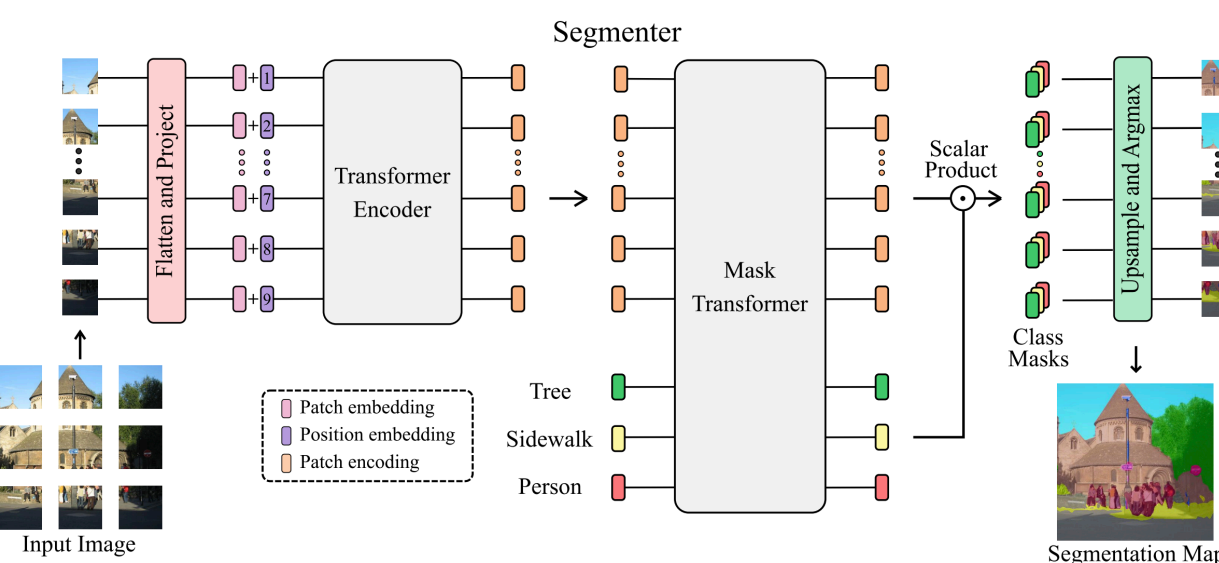 Segmenter
Flatten and Project
+1
+2
+7
+8
+9
Transformer
Encoder
Mask
Transformer
Scalar
Product
Upsample and Argmax
Class
Masks
Tree
Sidewalk
Person
Patch embedding
Position embedding
Patch encoding
Input Image
Segmentation Map